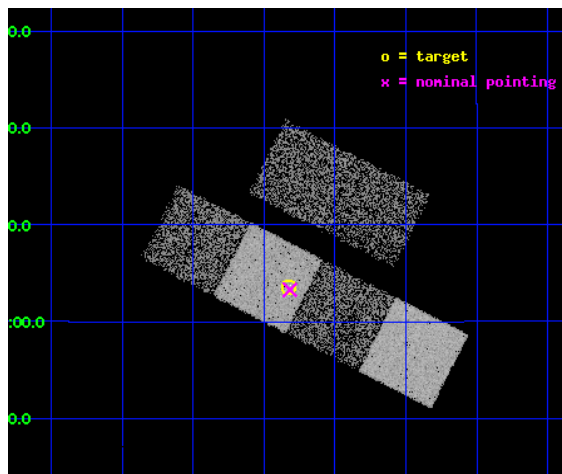 0.0
o = target
x = nominal pointing
0.0
0.0
:00.0
0.0